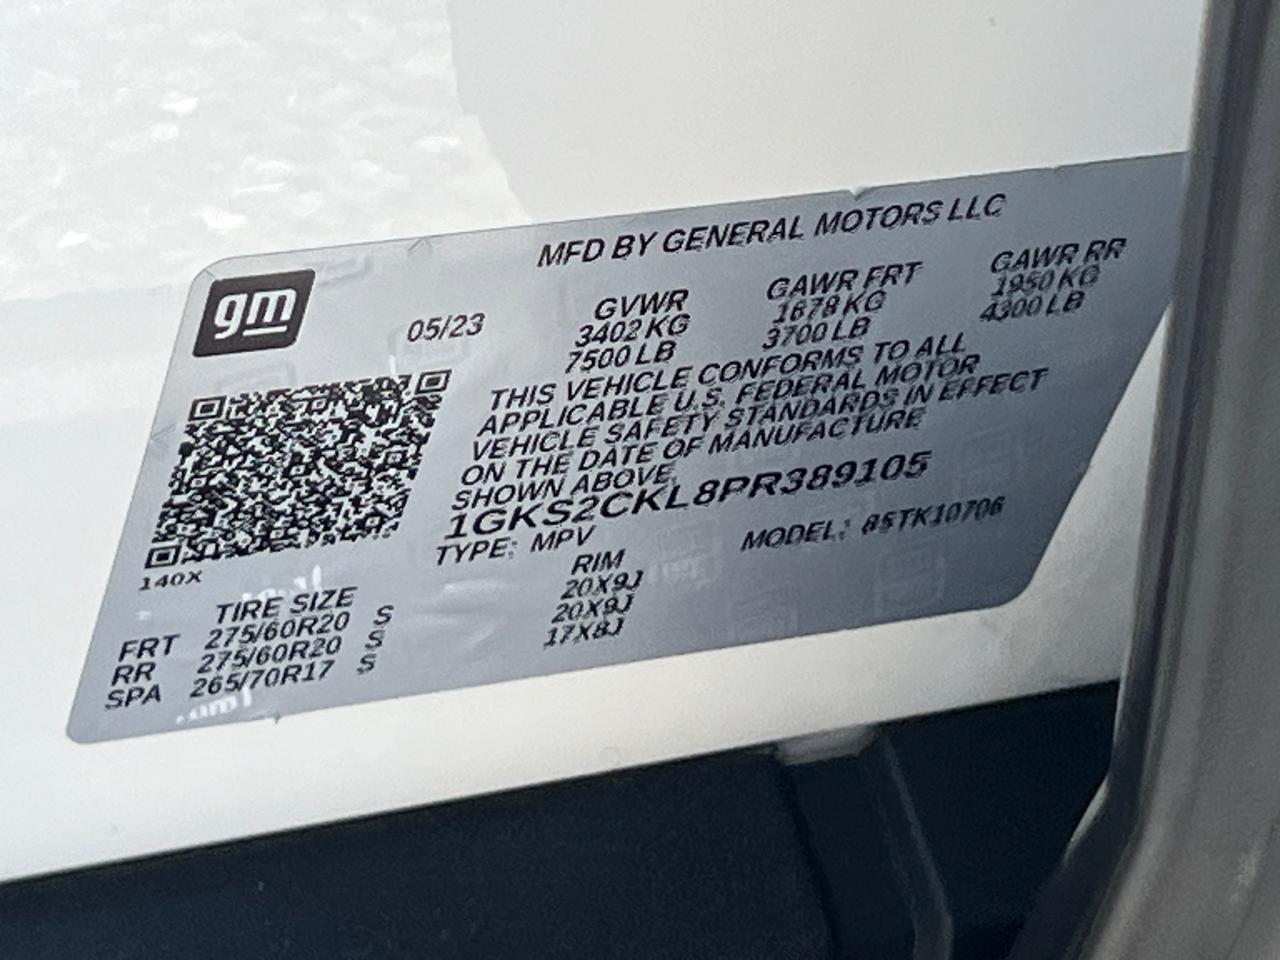 MFD BY GENERAL MOTORS LLC
gm
05/23
GVWR GAWR FRT GAWR RR
3402 KG 1678 KG 1950 KG
7500 LB 3700 LB 4300 LB
THIS VEHICLE CONFORMS TO ALL
APPLICABLE U.S. FEDERAL MOTOR
VEHICLE SAFETY STANDARDS IN EFFECT
ON THE DATE OF MANUFACTURE
SHOWN ABOVE.
1GKS2CKL8PR389105
TYPE: MPV MODEL:
140X
TIRE SIZE RIM
FRT 275/60R20 S 20X9J
RR 275/60R20 S 20X9J
SPA 265/70R17 S 17X8J